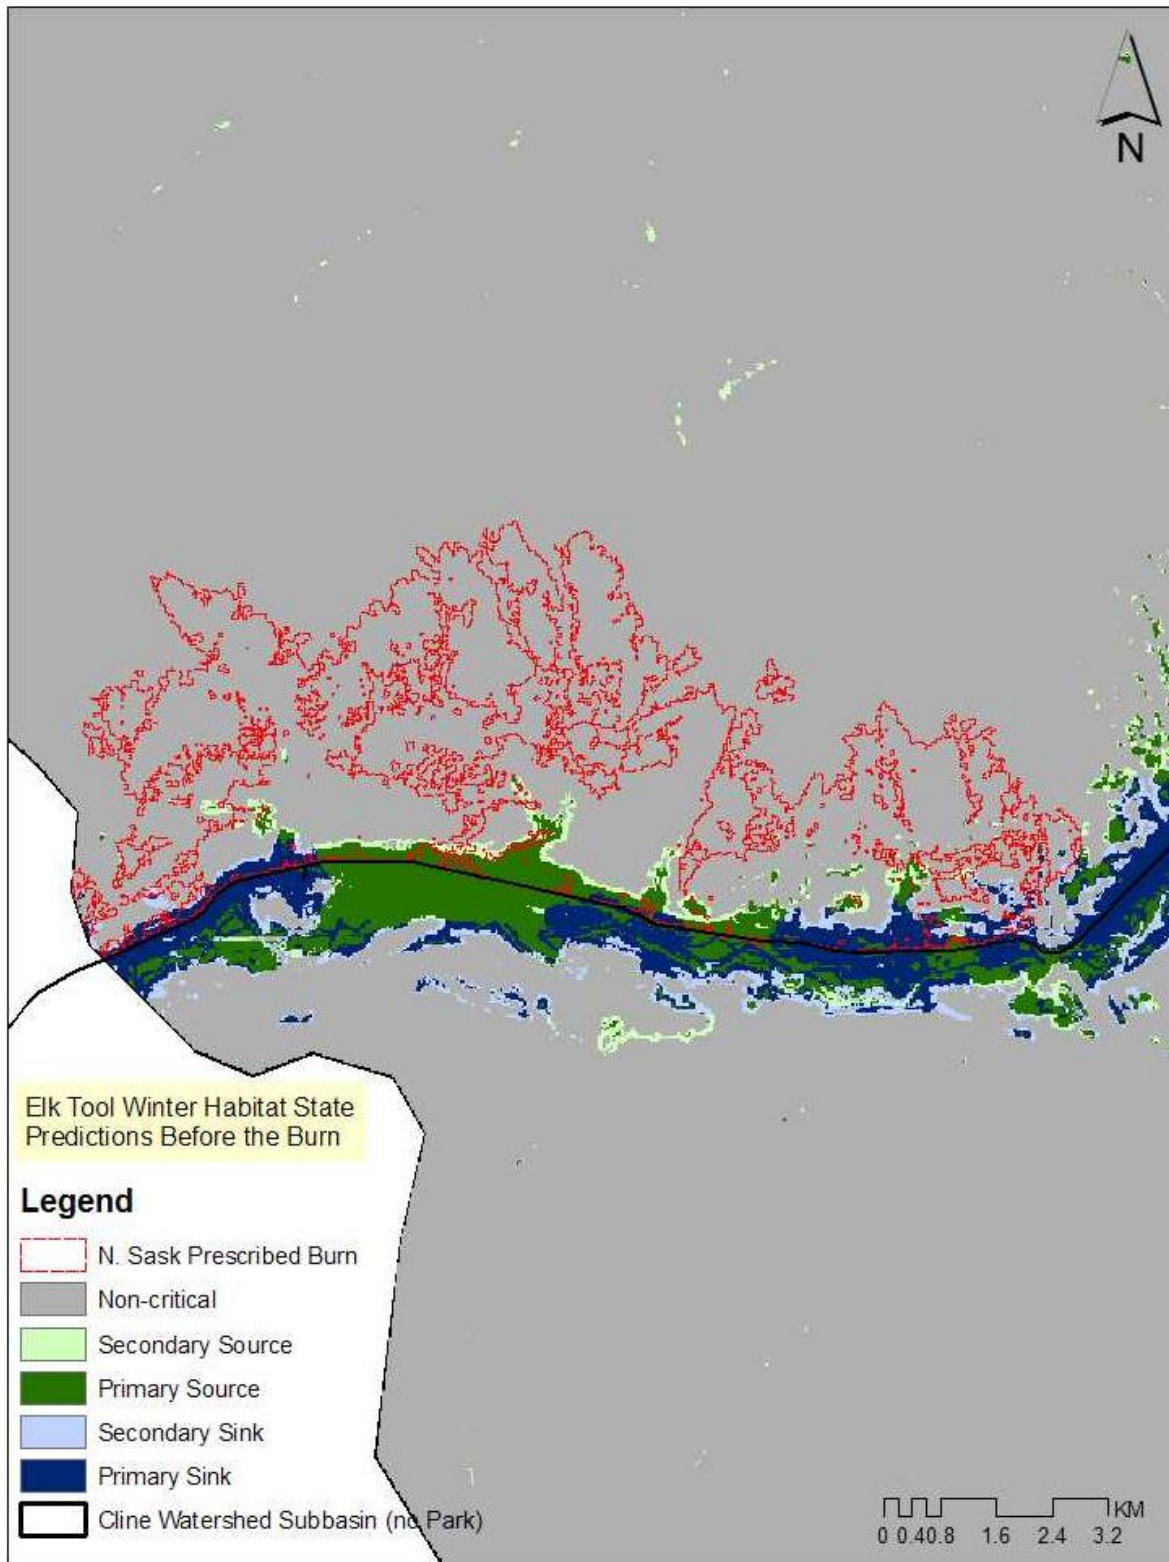 N
Elk Tool Winter Habitat State
Predictions Before the Burn
Legend
N. Sask Prescribed Burn
Non-critical
Secondary Source
Primary Source
Secondary Sink
Primary Sink
Cline Watershed Subbasin (no Park)
KM
0 0.40.8 1.6 2.4 3.2